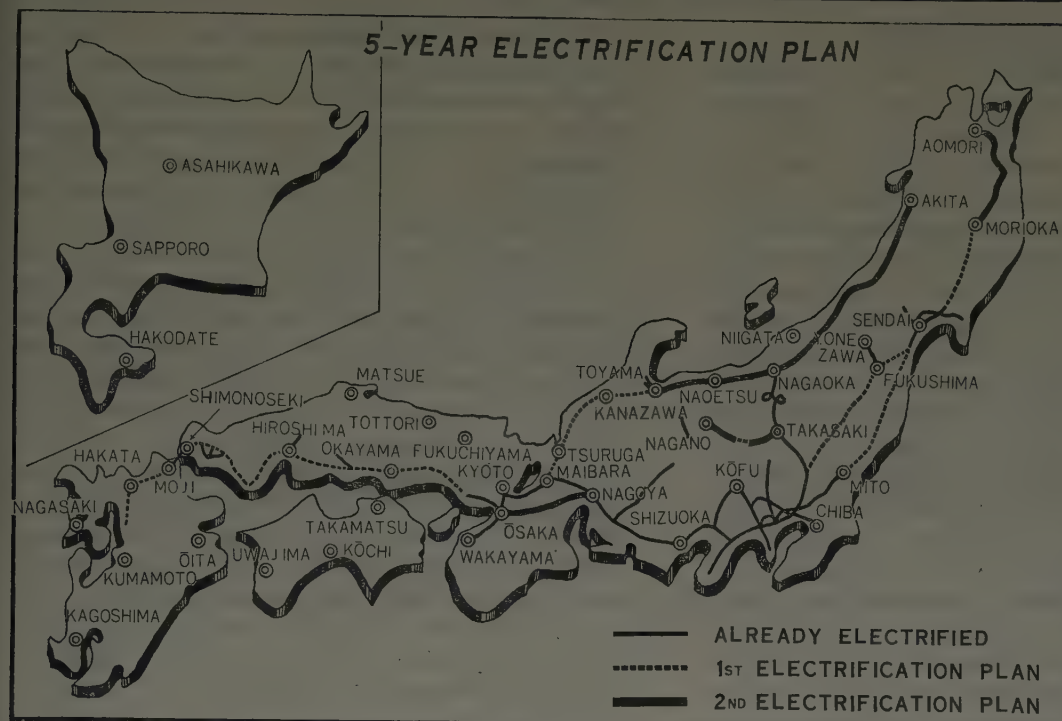 5-YEAR ELECTRIFICATION PLAN
ASAHIKAWA
SAPPORO
HAKODATE
AOMORI
AKITA
MORIOKA
SENDAI
YONE
ZAWA
FUKUSHIMA
NIIGATA
NAGAOKA
NAOETSU
TOYAMA
KANAZAWA
NAGANO
TAKASAKI
TSURUGA
MAIBARA
KŌFU
MITO
CHIBA
NAGOYA
SHIZUOKA
MATSUE
TOTTORI
SHIMONOSEKI
HIROSHIMA
OKAYAMA
FUKUCHIYAMA
KYŌTO
HAKATA
MOJI
NAGASAKI
TAKAMATSU
ŌSAKA
WAKAYAMA
ŌITA
UWAJIMA
KŌCHI
KUMAMOTO
KAGOSHIMA
ALREADY ELECTRIFIED
1ST ELECTRIFICATION PLAN
2ND ELECTRIFICATION PLAN